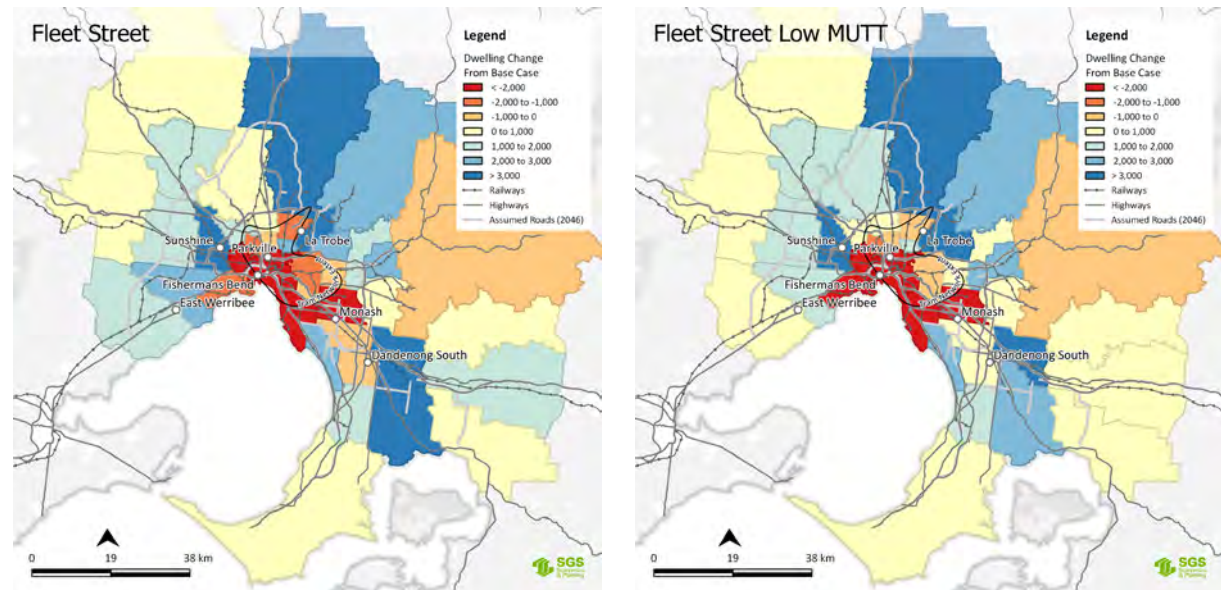 Fleet Street
Legend
Dwelling Change
From Base Case
< -2,000
-2,000 to -1,000
-1,000 to 0
0 to 1,000
1,000 to 2,000
2,000 to 3,000
> 3,000
Railways
Highways
Assumed Roads (2046)
Sunshine
Parkville
La Trobe
Fishermans Bend
East Werribee
Monash
Dandenong South
0 19 38 km
SGS
Economics
& Planning
Fleet Street Low MUTT
Legend
Dwelling Change
From Base Case
< -2,000
-2,000 to -1,000
-1,000 to 0
0 to 1,000
1,000 to 2,000
2,000 to 3,000
> 3,000
Railways
Highways
Assumed Roads (2046)
Sunshine
Parkville
La Trobe
Fishermans Bend
East Werribee
Monash
Dandenong South
0 19 38 km
SGS
Economics
& Planning